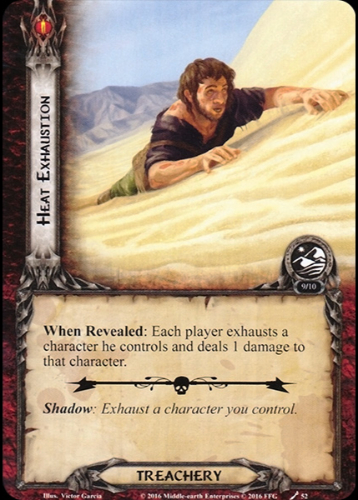 HEAT EXHAUSTION
9/10
When Revealed: Each player exhausts a
character he controls and deals 1 damage to
that character.
Shadow: Exhaust a character you control.
Illus. Victor Garcia
© 2016 Middle-earth Enterprises © 2016 FFG
52
TREACHERY